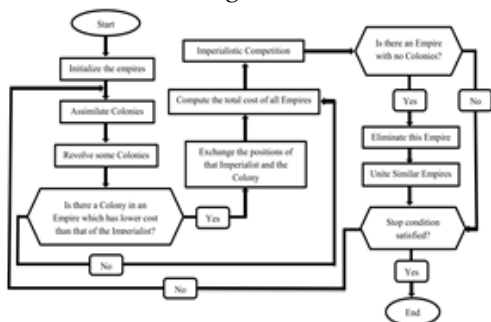 Start
Initialize the empires
Assimilate Colonies
Revolve some Colonies
Is there a Colony in an
Empire which has lower cost
than that of the Imerialist?
Yes
No
Exchange the positions of
that Imperialist and the
Colony
Compute the total cost of all Empires
Imperialistic Competition
Is there an Empire
with no Colonies?
Yes
No
Eliminate this Empire
Unite Similar Empires
Stop condition
satisfied?
No
Yes
End